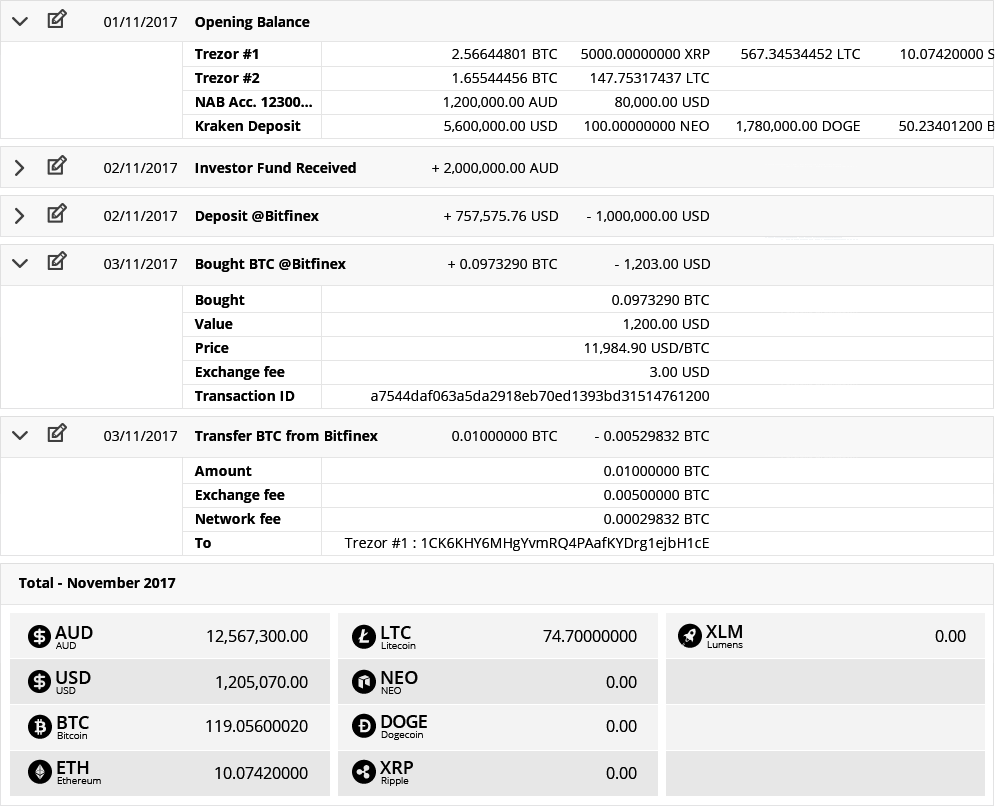 01/11/2017 Opening Balance
Trezor #1 2.56644801 BTC 5000.00000000 XRP 567.34534452 LTC 10.07420000 S
Trezor #2 1.65544456 BTC 147.75317437 LTC
NAB Acc. 12300... 1,200,000.00 AUD 80,000.00 USD
Kraken Deposit 5,600,000.00 USD 100.00000000 NEO 1,780,000.00 DOGE 50.23401200 B
02/11/2017 Investor Fund Received + 2,000,000.00 AUD
02/11/2017 Deposit @Bitfinex + 757,575.76 USD - 1,000,000.00 USD
03/11/2017 Bought BTC @Bitfinex + 0.0973290 BTC - 1,203.00 USD
Bought 0.0973290 BTC
Value 1,200.00 USD
Price 11,984.90 USD/BTC
Exchange fee 3.00 USD
Transaction ID a7544daf063a5da2918eb70ed1393bd31514761200
03/11/2017 Transfer BTC from Bitfinex 0.01000000 BTC - 0.00529832 BTC
Amount 0.01000000 BTC
Exchange fee 0.00500000 BTC
Network fee 0.00029832 BTC
To Trezor #1 : 1CK6KHY6MHgYvmRQ4PAafKYDrg1ejbH1cE
Total - November 2017
AUD 12,567,300.00 LTC 74.70000000 XLM 0.00
AUD Litecoin Lumens
USD 1,205,070.00 NEO 0.00
USD NEO
BTC 119.05600020 DOGE 0.00
Bitcoin Dogecoin
ETH 10.07420000 XRP 0.00
Ethereum Ripple